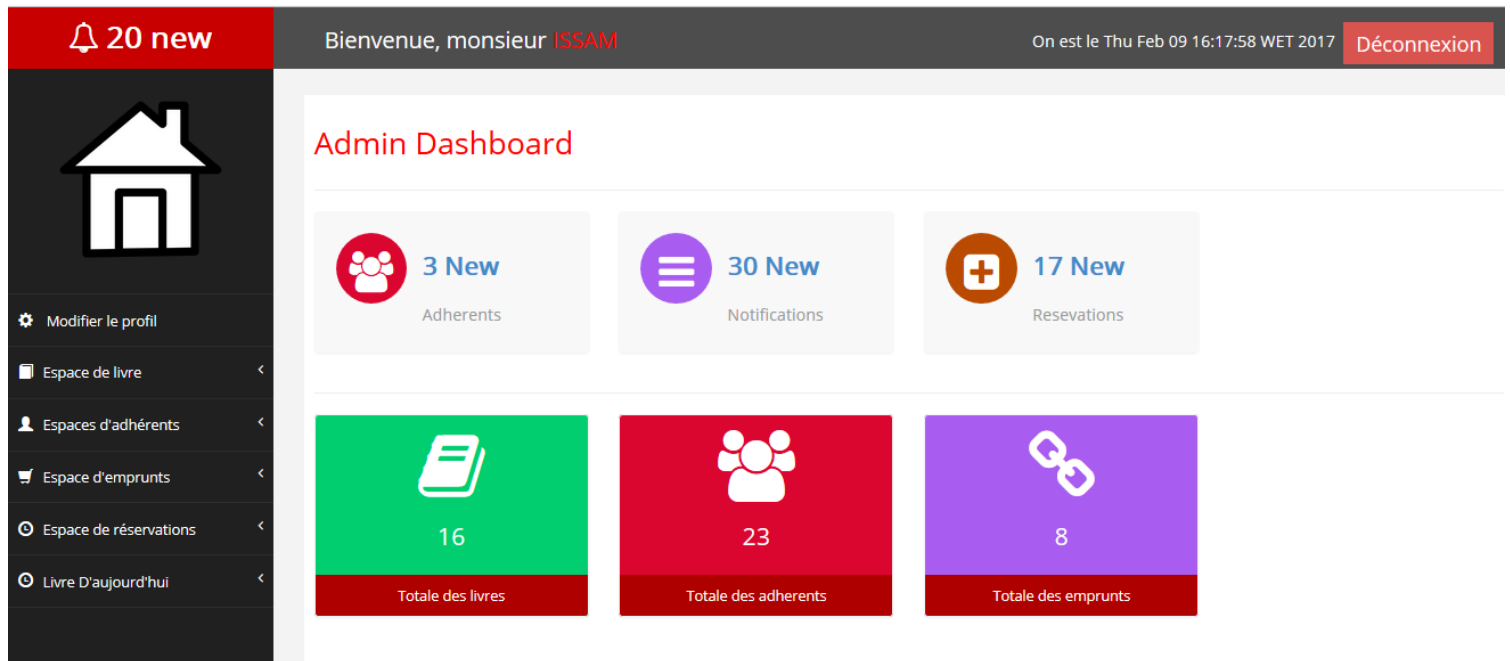 20 new
Bienvenue, monsieur ISSAM
On est le Thu Feb 09 16:17:58 WET 2017
Déconnexion
Modifier le profil
Espace de livre
Espaces d'adhérents
Espace d'emprunts
Espace de réservations
Livre D'aujourd'hui
Admin Dashboard
3 New
Adherents
30 New
Notifications
17 New
Resevations
16
Totale des livres
23
Totale des adherents
8
Totale des emprunts